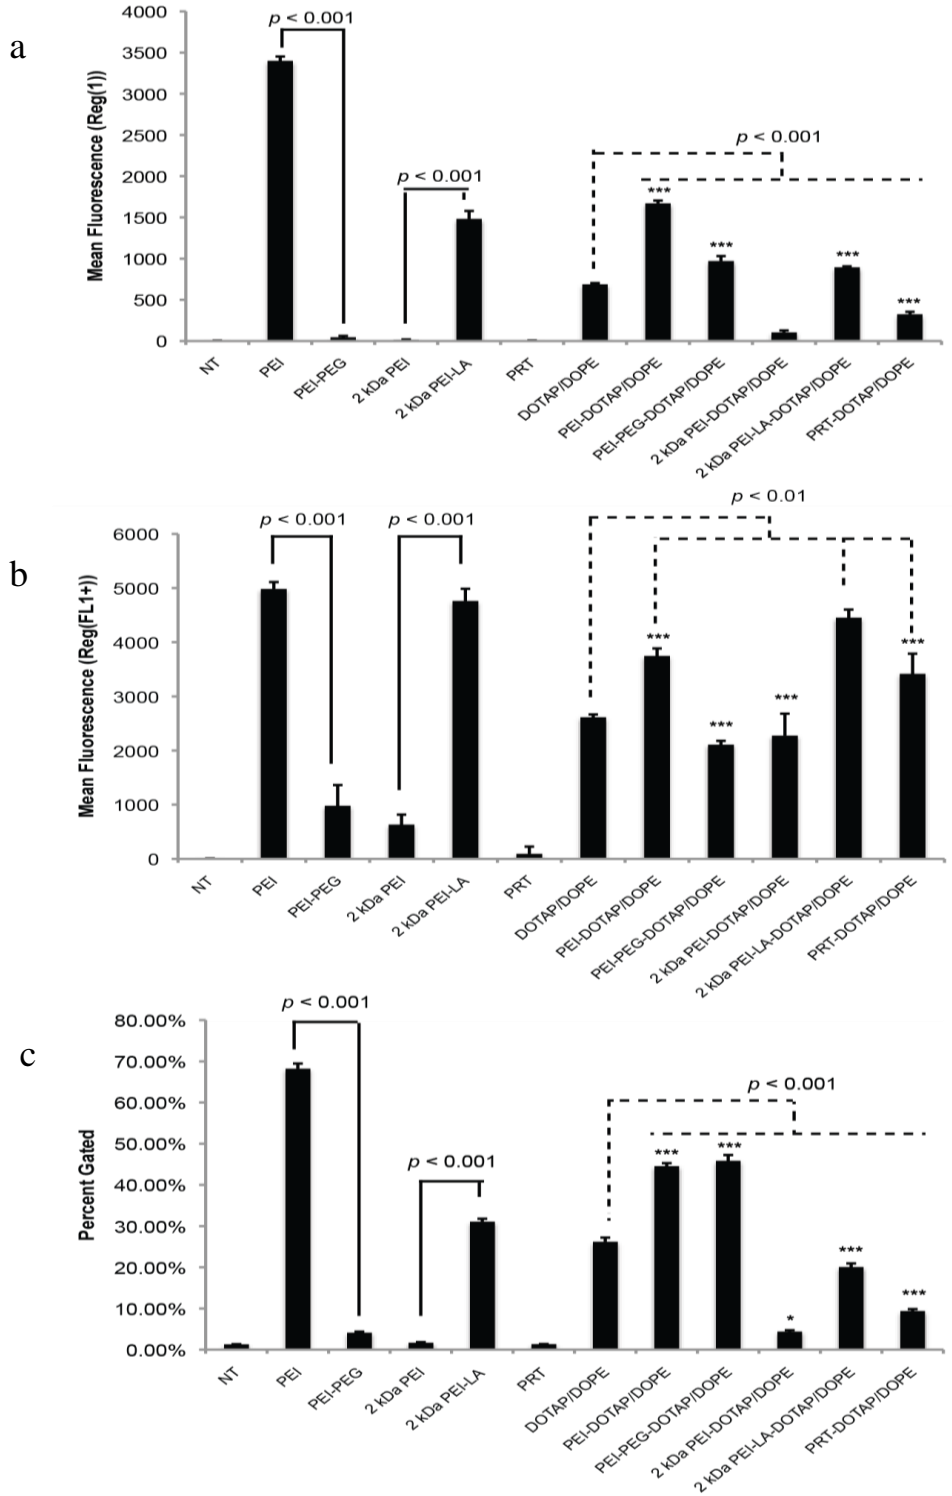 a
Mean Fluorescence (Reg(1))
4000
3500
3000
2500
2000
1500
1000
500
0
p < 0.001
p < 0.001
p < 0.001
***
***
***
***
NT
PEI
PEI-PEG
2 kDa PEI
2 kDa PEI-LA
PRT
DOTAP/DOPE
PEI-DOTAP/DOPE
PEI-PEG-DOTAP/DOPE
2 kDa PEI-DOTAP/DOPE
2 kDa PEI-LA-DOTAP/DOPE
PRT-DOTAP/DOPE
b
Mean Fluorescence (Reg(FL1+))
6000
5000
4000
3000
2000
1000
0
p < 0.001
p < 0.001
p < 0.01
***
***
***
***
NT
PEI
PEI-PEG
2 kDa PEI
2 kDa PEI-LA
PRT
DOTAP/DOPE
PEI-DOTAP/DOPE
PEI-PEG-DOTAP/DOPE
2 kDa PEI-DOTAP/DOPE
2 kDa PEI-LA-DOTAP/DOPE
PRT-DOTAP/DOPE
c
Percent Gated
80.00%
70.00%
60.00%
50.00%
40.00%
30.00%
20.00%
10.00%
0.00%
p < 0.001
p < 0.001
p < 0.001
***
***
*
***
***
NT
PEI
PEI-PEG
2 kDa PEI
2 kDa PEI-LA
PRT
DOTAP/DOPE
PEI-DOTAP/DOPE
PEI-PEG-DOTAP/DOPE
2 kDa PEI-DOTAP/DOPE
2 kDa PEI-LA-DOTAP/DOPE
PRT-DOTAP/DOPE